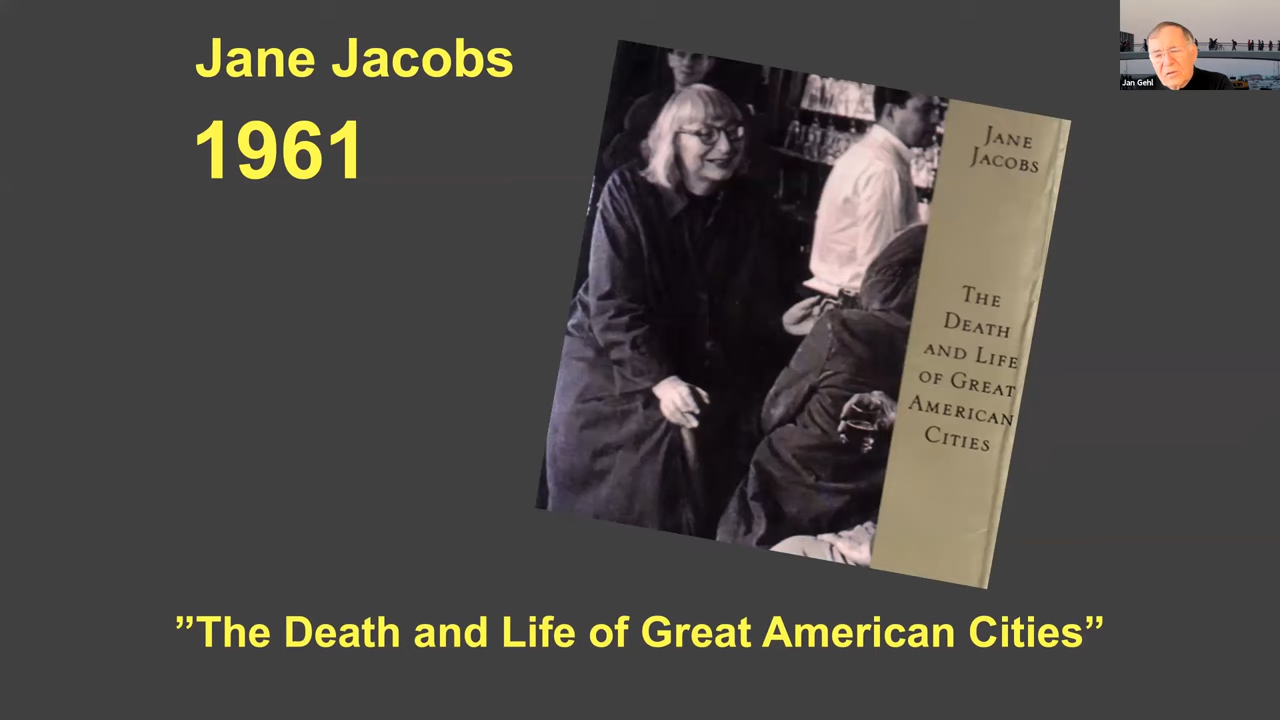 Jane Jacobs
1961
Jan Gehl
JANE
JACOBS
THE
DEATH
AND LIFE
OF GREAT
AMERICAN
CITIES
”The Death and Life of Great American Cities”